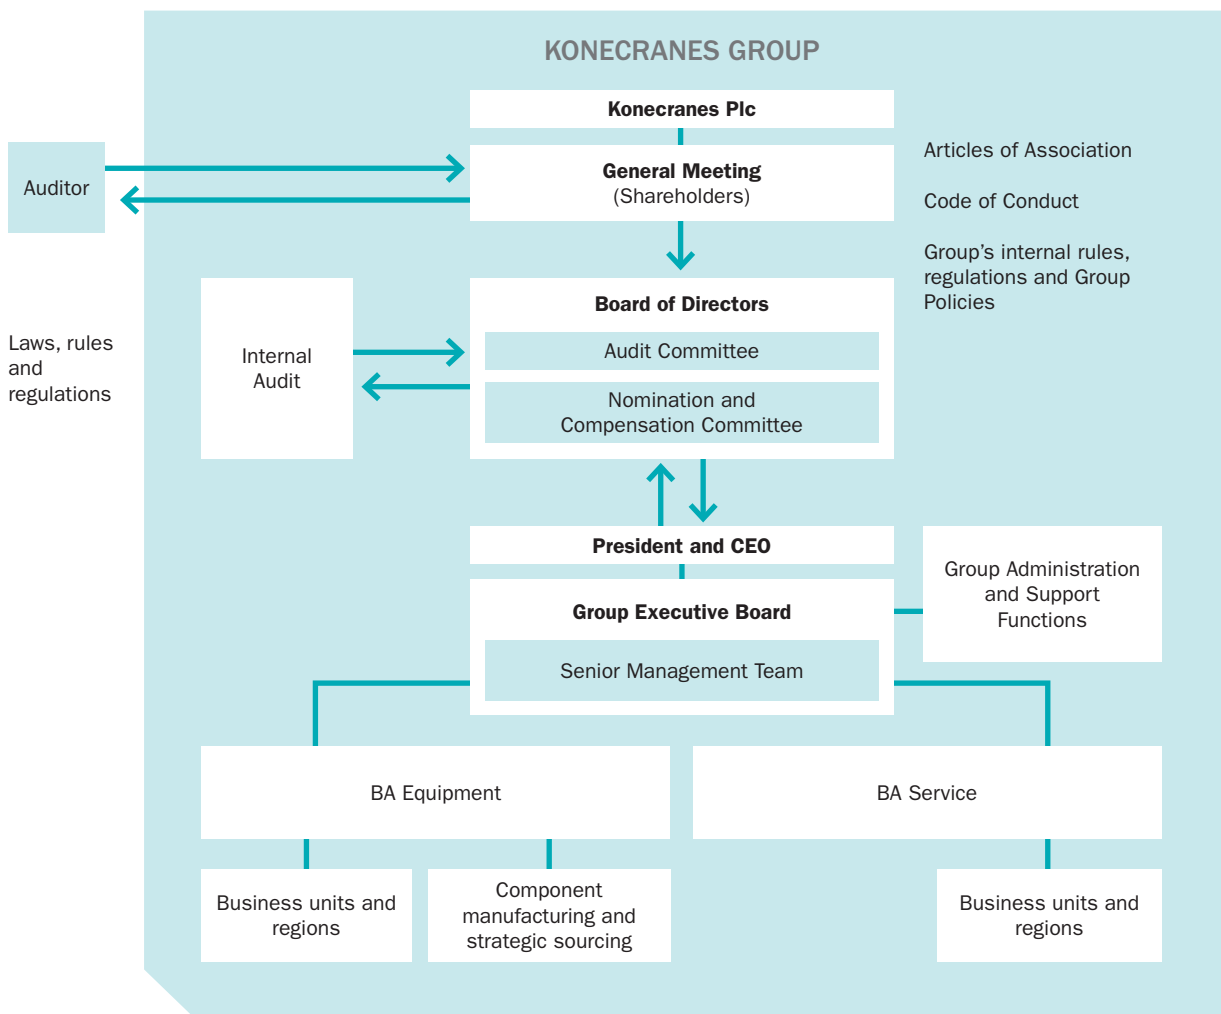 KONECRANES GROUP
Konecranes Plc
General Meeting
(Shareholders)
Articles of Association
Code of Conduct
Group’s internal rules,
regulations and Group
Policies
Auditor
Laws, rules
and
regulations
Internal
Audit
Board of Directors
Audit Committee
Nomination and
Compensation Committee
President and CEO
Group Executive Board
Senior Management Team
Group Administration
and Support
Functions
BA Equipment
BA Service
Business units and
regions
Component
manufacturing and
strategic sourcing
Business units and
regions